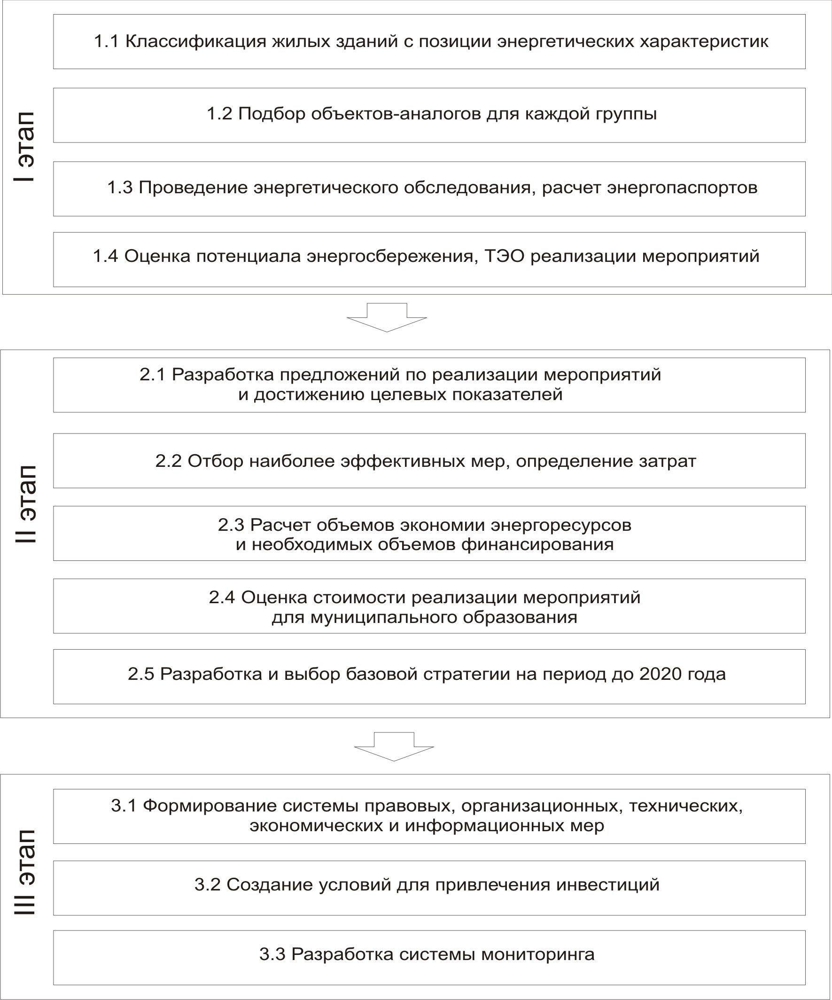 I этап
1.1 Классификация жилых зданий с позиции энергетических характеристик
1.2 Подбор объектов-аналогов для каждой группы
1.3 Проведение энергетического обследования, расчет энергопаспортов
1.4 Оценка потенциала энергосбережения, ТЭО реализации мероприятий
II этап
2.1 Разработка предложений по реализации мероприятий
и достижению целевых показателей
2.2 Отбор наиболее эффективных мер, определение затрат
2.3 Расчет объемов экономии энергоресурсов
и необходимых объемов финансирования
2.4 Оценка стоимости реализации мероприятий
для муниципального образования
2.5 Разработка и выбор базовой стратегии на период до 2020 года
III этап
3.1 Формирование системы правовых, организационных, технических,
экономических и информационных мер
3.2 Создание условий для привлечения инвестиций
3.3 Разработка системы мониторинга